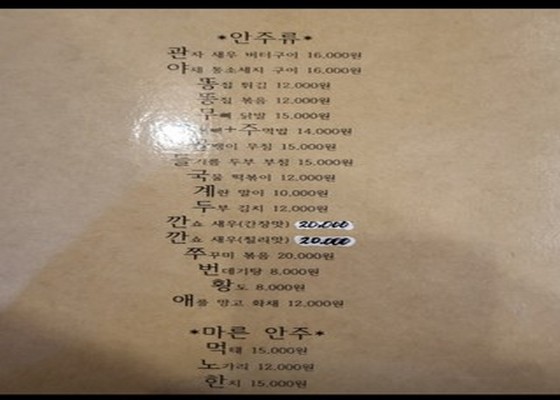 *안주류*
관자 새우 버터구이 16,000원
야채 통소세지 구이 16,000원
똥집 튀김 12,000원
똥집 볶음 12,000원
무뼈 닭발 15,000원
뼈+주먹밥 14,000원
골뱅이 무침 15,000원
들기름 두부 부침 15,000원
국물 떡볶이 12,000원
계란 말이 10,000원
두부 김치 12,000원
깐쇼 새우(간장맛) 20,000
깐쇼 새우(칠리맛) 20,000
쭈꾸미 볶음 20,000원
번데기탕 8,000원
황도 8,000원
애플 망고 화채 12,000원
*마른 안주*
먹태 15,000원
노가리 12,000원
한치 15,000원